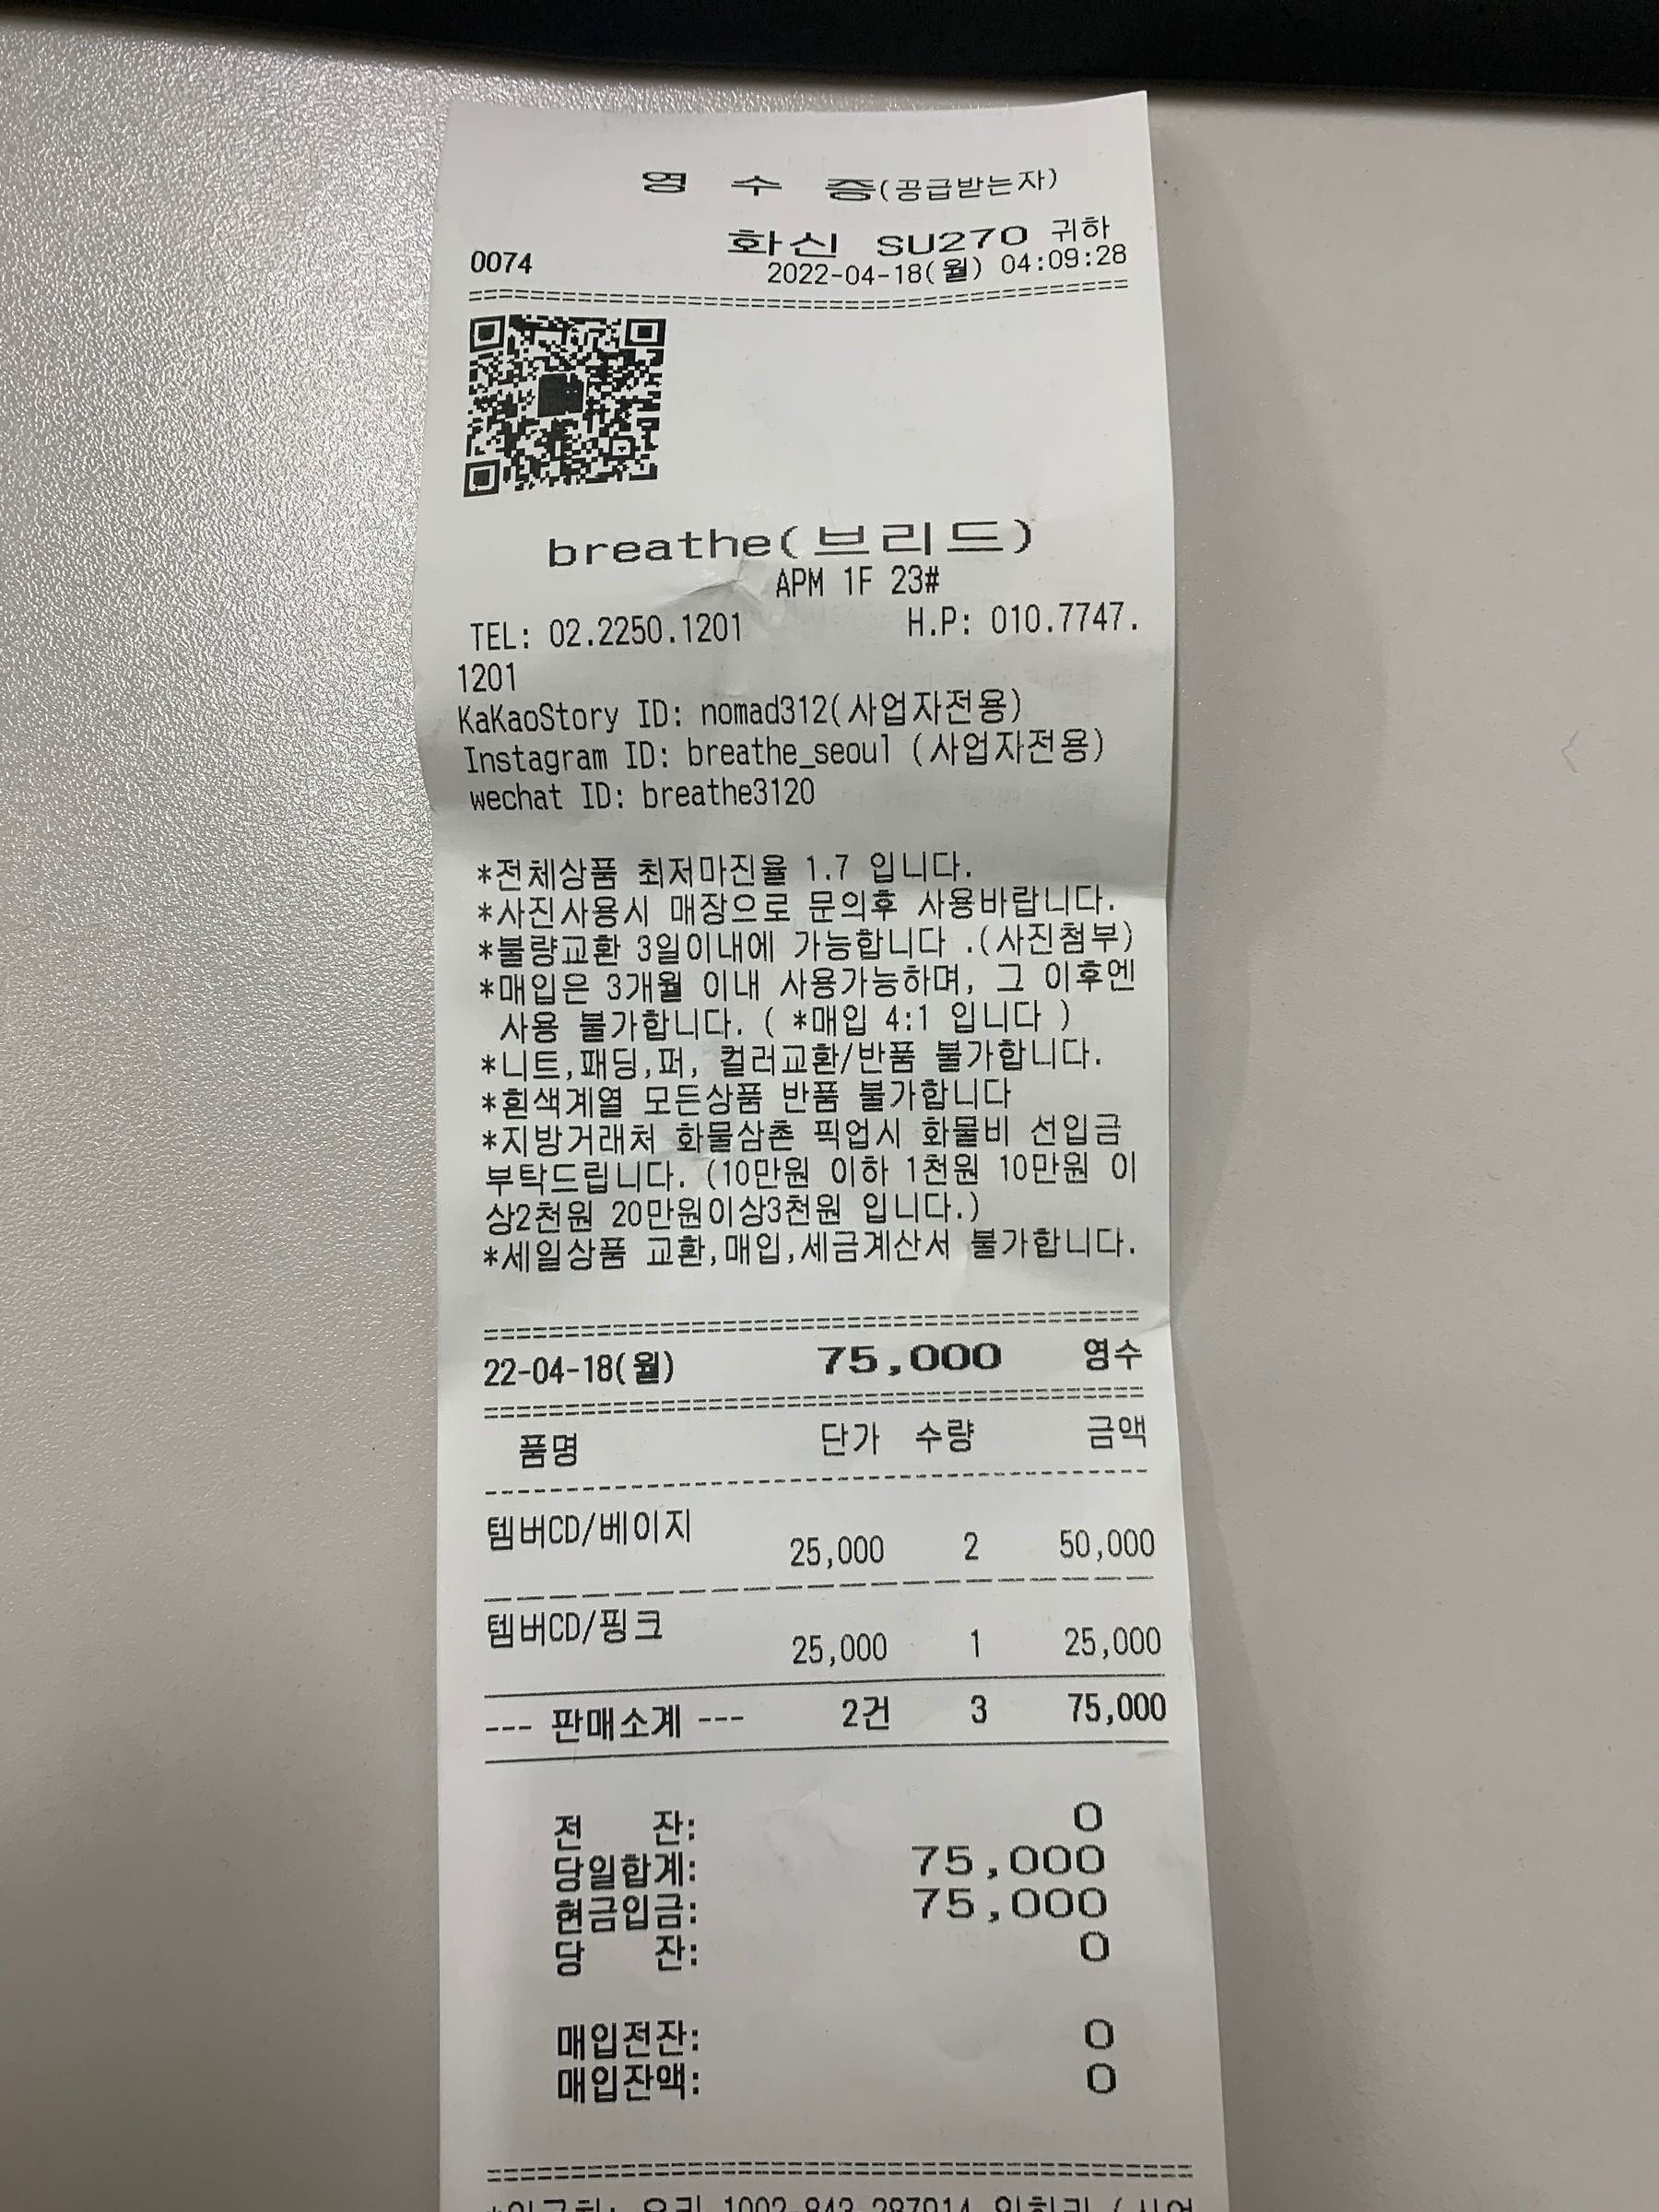 영 수 증(공급받는자)
화신 SU270 귀하
0074 2022-04-18(월) 04:09:28
==========================================
breathe(브리드)
APM 1F 23#
TEL: 02.2250.1201 H.P: 010.7747.
1201
KaKaoStory ID: nomad312(사업자전용)
Instagram ID: breathe_seoul (사업자전용)
wechat ID: breathe3120
*전체상품 최저마진율 1.7 입니다.
*사진사용시 매장으로 문의후 사용바랍니다.
*불량교환 3일이내에 가능합니다 .(사진첨부)
*매입은 3개월 이내 사용가능하며, 그 이후엔
사용 불가합니다. ( *매입 4:1 입니다 )
*니트,패딩,퍼, 컬러교환/반품 불가합니다.
*흰색계열 모든상품 반품 불가합니다
*지방거래처 화물삼촌 픽업시 화물비 선입금
부탁드립니다. (10만원 이하 1천원 10만원 이
상2천원 20만원이상3천원 입니다.)
*세일상품 교환,매입,세금계산서 불가합니다.
==========================================
22-04-18(월) 75,000 영수
==========================================
품명 단가 수량 금액
------------------------------------------
템버CD/베이지
25,000 2 50,000
템버CD/핑크
25,000 1 25,000
--- 판매소계 --- 2건 3 75,000
전 잔: 0
당일합계: 75,000
현금입금: 75,000
당 잔: 0
매입전잔: 0
매입잔액: 0
==========================================